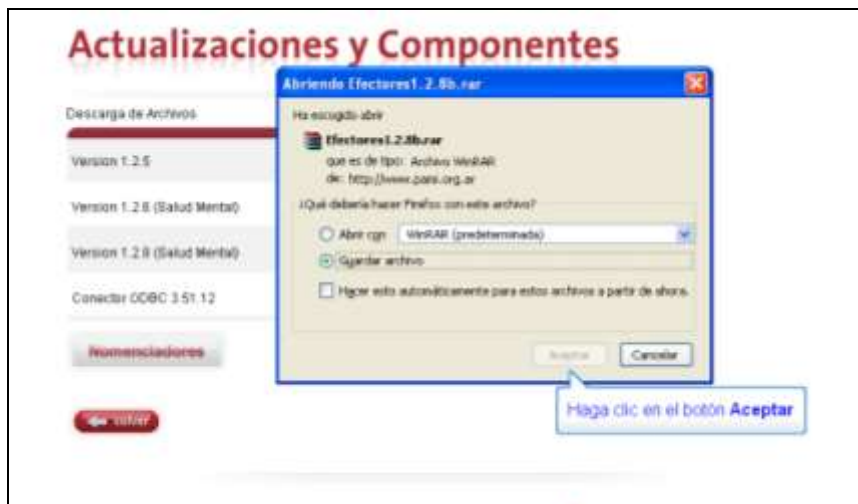 Actualizaciones y Componentes
Abriendo Efectores1.2.8b.rar
Descarga de Archivos
Ha escogido abrir
Efectores1.2.8b.rar
que es de tipo: Archivo WinRAR
de: http://www.pami.org.ar
Version 1.2.5
¿Qué debería hacer Firefox con este archivo?
Version 1.2.6 (Salud Mental)
Abrir con WinRAR (predeterminada)
Version 1.2.8 (Salud Mental)
Guardar archivo
Hacer esto automáticamente para estos archivos a partir de ahora.
Conector ODBC 3.51.12
Nomencladores
Aceptar Cancelar
Haga clic en el botón Aceptar
volver